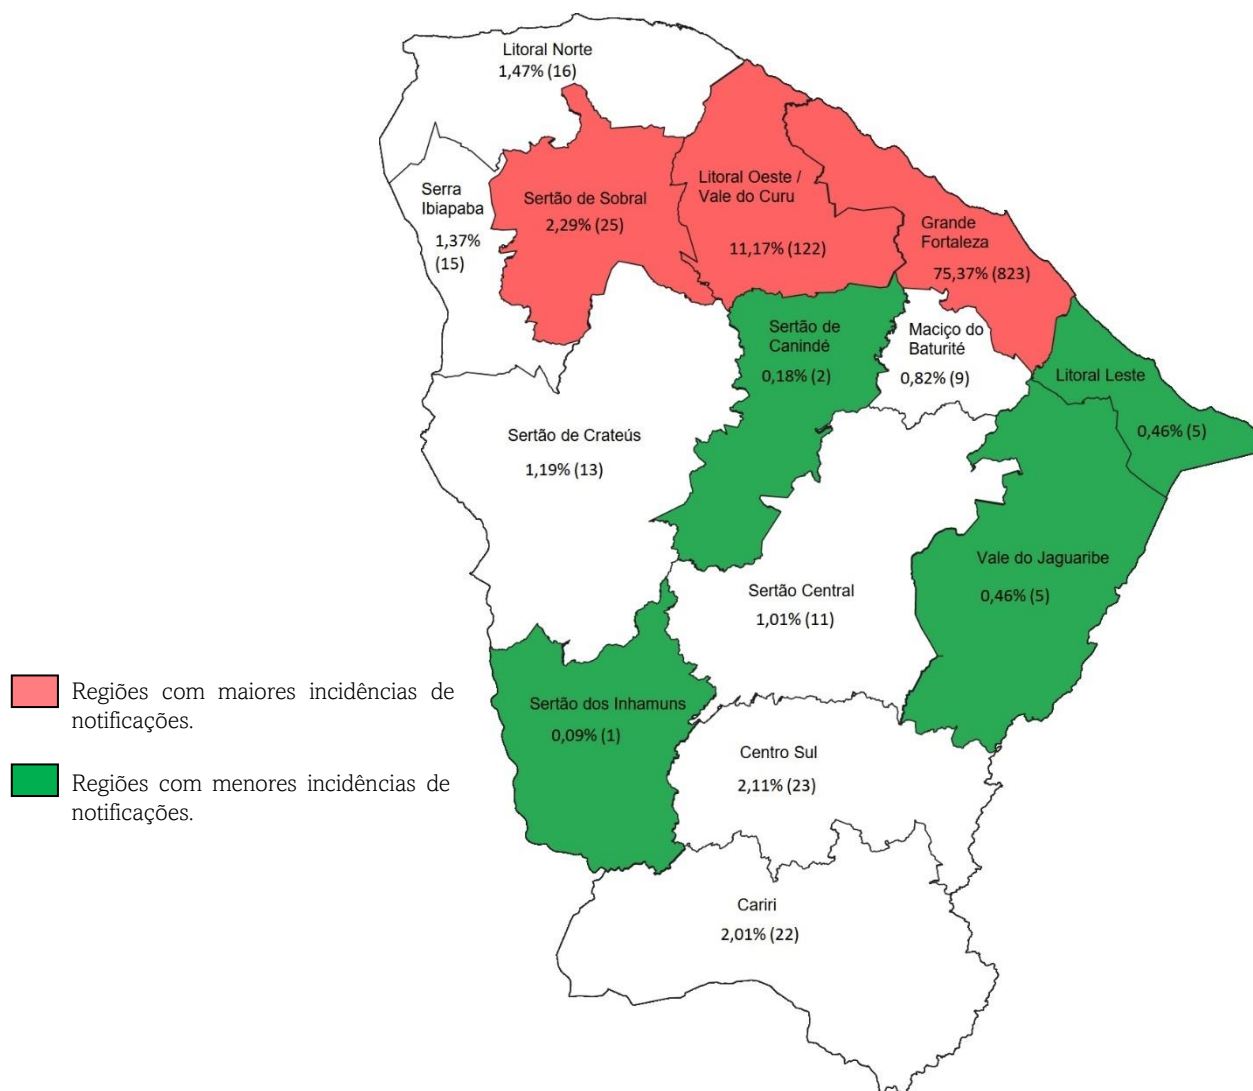 Litoral Norte
1,47% (16)
Serra
Ibiapaba
1,37%
(15)
Sertão de Sobral
2,29% (25)
Litoral Oeste /
Vale do Curu
11,17% (122)
Grande
Fortaleza
75,37% (823)
Sertão de
Canindé
0,18% (2)
Maciço do
Baturité
0,82% (9)
Litoral Leste
0,46% (5)
Sertão de Crateús
1,19% (13)
Vale do Jaguaribe
0,46% (5)
Sertão Central
1,01% (11)
Sertão dos Inhamuns
0,09% (1)
Centro Sul
2,11% (23)
Cariri
2,01% (22)
Regiões com maiores incidências de
notificações.
Regiões com menores incidências de
notificações.